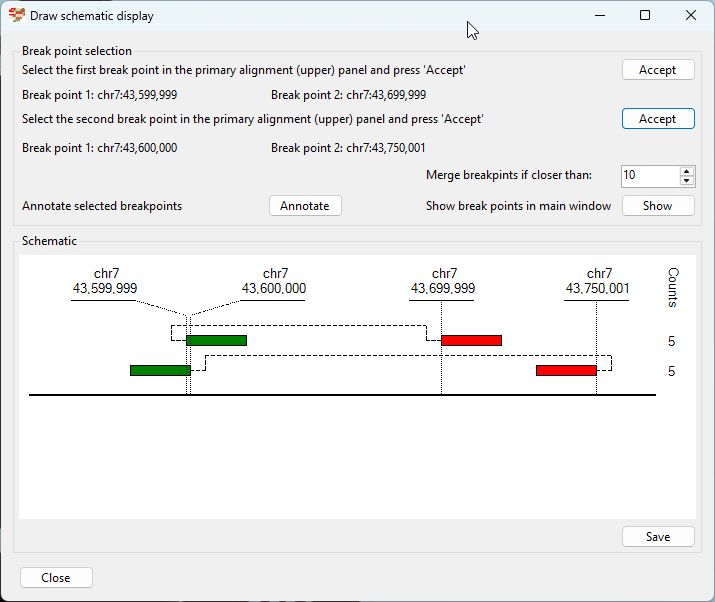 Draw schematic display
Break point selection
Select the first break point in the primary alignment (upper) panel and press 'Accept'
Accept
Break point 1: chr7:43,599,999
Break point 2: chr7:43,699,999
Select the second break point in the primary alignment (upper) panel and press 'Accept'
Accept
Break point 1: chr7:43,600,000
Break point 2: chr7:43,750,001
Merge breakpints if closer than:
10
Annotate selected breakpoints
Annotate
Show break points in main window
Show
Schematic
chr7
43,599,999
chr7
43,600,000
chr7
43,699,999
chr7
43,750,001
Counts
5
5
Save
Close